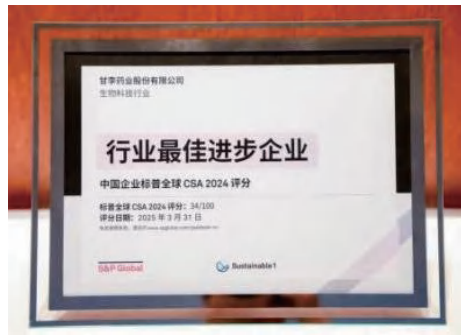 甘李药业股份有限公司
生物科技行业
行业最佳进步企业
中国企业标普全球 CSA 2024 评分
标普全球 CSA 2024 评分：34/100
评分日期：2025 年 3 月 31 日
S&P Global
Sustainable1